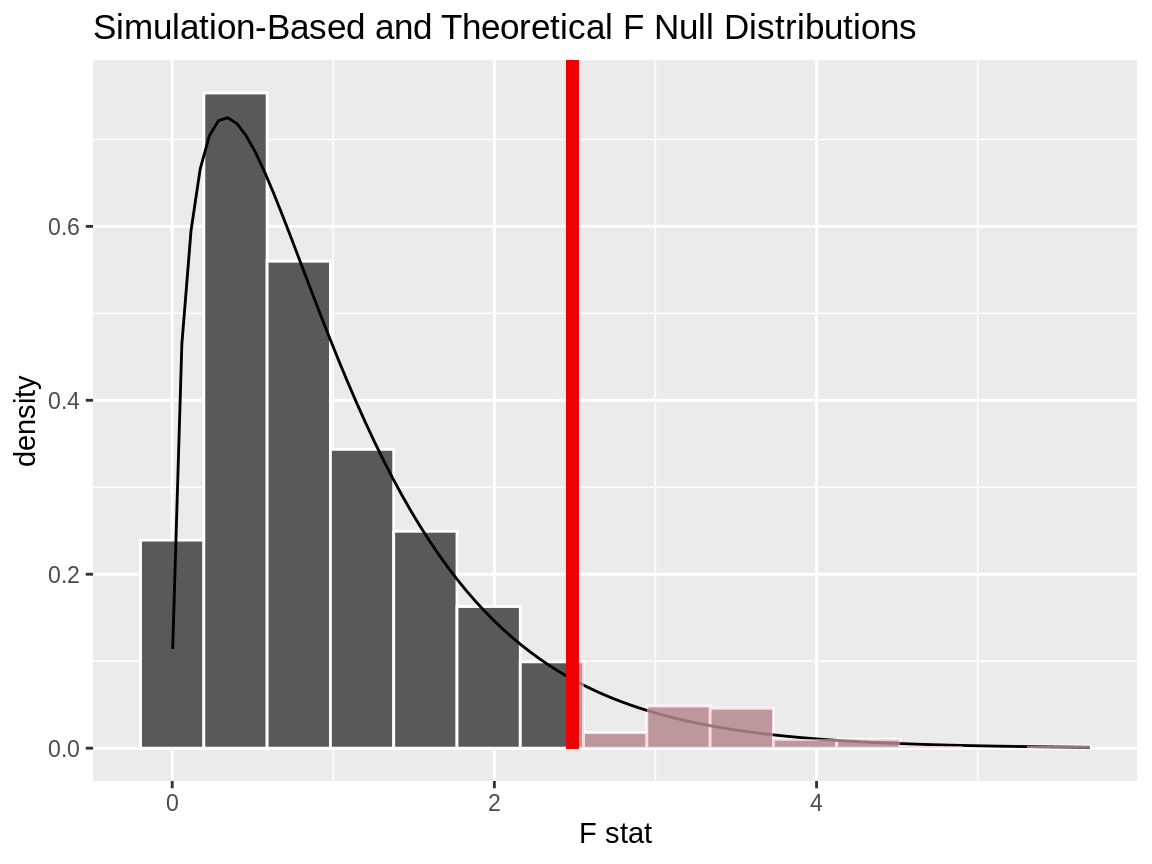 Simulation-Based and Theoretical F Null Distributions
0.6
0.4
0.2
0.0
density
0 2 4
F stat